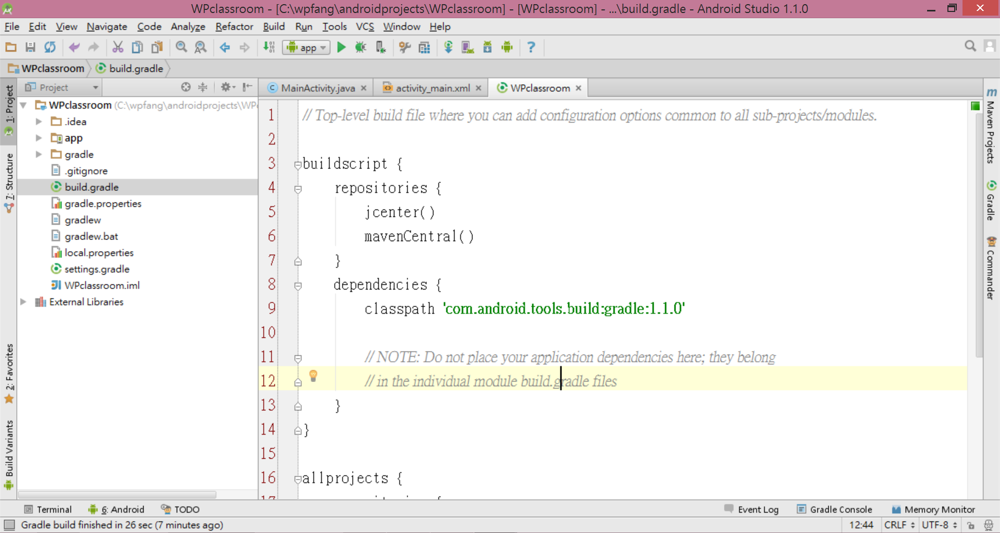 WPclassroom - [C:\wpfang\androidprojects\WPclassroom] - [WPclassroom] - ...\build.gradle - Android Studio 1.1.0
File Edit View Navigate Code Analyze Refactor Build Run Tools VCS Window Help
app
WPclassroom build.gradle
1: Project
7: Structure
2: Favorites
Build Variants
Project
WPclassroom (C:\wpfang\androidprojects\WP
.idea
app
gradle
.gitignore
build.gradle
gradle.properties
gradlew
gradlew.bat
local.properties
settings.gradle
WPclassroom.iml
External Libraries
MainActivity.java activity_main.xml WPclassroom
1 // Top-level build file where you can add configuration options common to all sub-projects/modules.
2
3 buildscript {
4 repositories {
5 jcenter()
6 mavenCentral()
7 }
8 dependencies {
9 classpath 'com.android.tools.build:gradle:1.1.0'
10
11 // NOTE: Do not place your application dependencies here; they belong
12 // in the individual module build.gradle files
13 }
14 }
15
16 allprojects {
Maven Projects
Gradle
Commander
Terminal 6: Android TODO Event Log Gradle Console Memory Monitor
Gradle build finished in 26 sec (7 minutes ago) 12:44 CRLF UTF-8